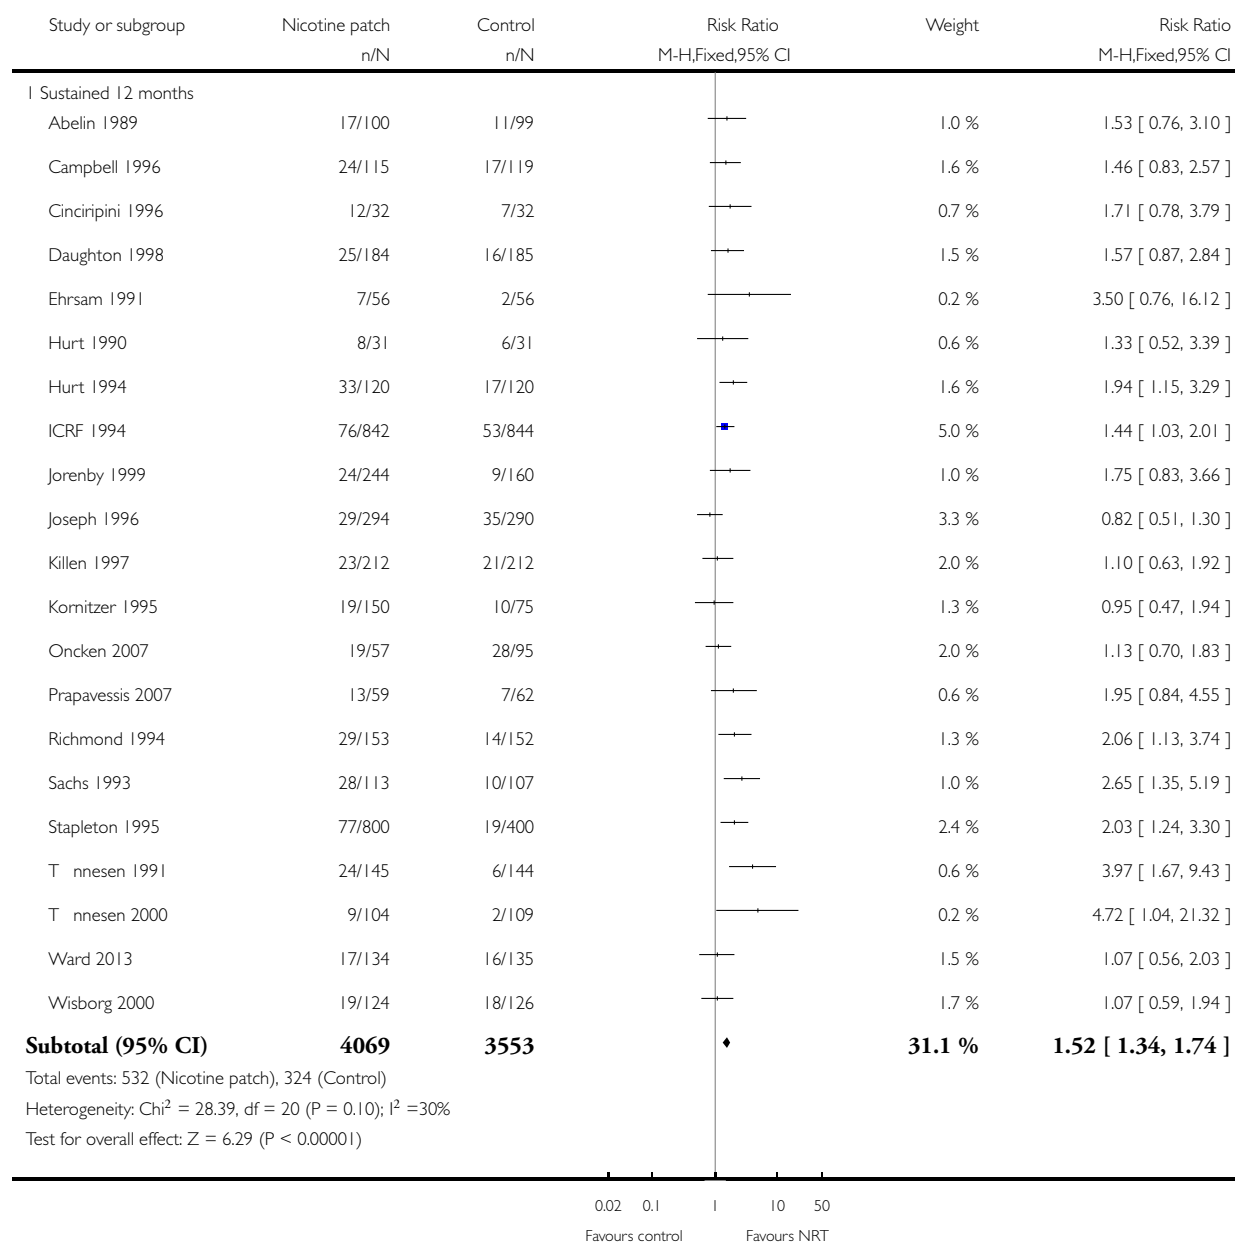 Study or subgroup Nicotine patch Control Risk Ratio Weight Risk Ratio
n/N n/N M-H,Fixed,95% CI M-H,Fixed,95% CI
1 Sustained 12 months
Abelin 1989 17/100 11/99 1.0 % 1.53 [ 0.76, 3.10 ]
Campbell 1996 24/115 17/119 1.6 % 1.46 [ 0.83, 2.57 ]
Cinciripini 1996 12/32 7/32 0.7 % 1.71 [ 0.78, 3.79 ]
Daughton 1998 25/184 16/185 1.5 % 1.57 [ 0.87, 2.84 ]
Ehrsam 1991 7/56 2/56 0.2 % 3.50 [ 0.76, 16.12 ]
Hurt 1990 8/31 6/31 0.6 % 1.33 [ 0.52, 3.39 ]
Hurt 1994 33/120 17/120 1.6 % 1.94 [ 1.15, 3.29 ]
ICRF 1994 76/842 53/844 5.0 % 1.44 [ 1.03, 2.01 ]
Jorenby 1999 24/244 9/160 1.0 % 1.75 [ 0.83, 3.66 ]
Joseph 1996 29/294 35/290 3.3 % 0.82 [ 0.51, 1.30 ]
Killen 1997 23/212 21/212 2.0 % 1.10 [ 0.63, 1.92 ]
Kornitzer 1995 19/150 10/75 1.3 % 0.95 [ 0.47, 1.94 ]
Oncken 2007 19/57 28/95 2.0 % 1.13 [ 0.70, 1.83 ]
Prapavessis 2007 13/59 7/62 0.6 % 1.95 [ 0.84, 4.55 ]
Richmond 1994 29/153 14/152 1.3 % 2.06 [ 1.13, 3.74 ]
Sachs 1993 28/113 10/107 1.0 % 2.65 [ 1.35, 5.19 ]
Stapleton 1995 77/800 19/400 2.4 % 2.03 [ 1.24, 3.30 ]
T nnesen 1991 24/145 6/144 0.6 % 3.97 [ 1.67, 9.43 ]
T nnesen 2000 9/104 2/109 0.2 % 4.72 [ 1.04, 21.32 ]
Ward 2013 17/134 16/135 1.5 % 1.07 [ 0.56, 2.03 ]
Wisborg 2000 19/124 18/126 1.7 % 1.07 [ 0.59, 1.94 ]
Subtotal (95% CI) 4069 3553 31.1 % 1.52 [ 1.34, 1.74 ]
Total events: 532 (Nicotine patch), 324 (Control)
Heterogeneity: Chi² = 28.39, df = 20 (P = 0.10); I² =30%
Test for overall effect: Z = 6.29 (P < 0.00001)
0.02 0.1 1 10 50
Favours control Favours NRT